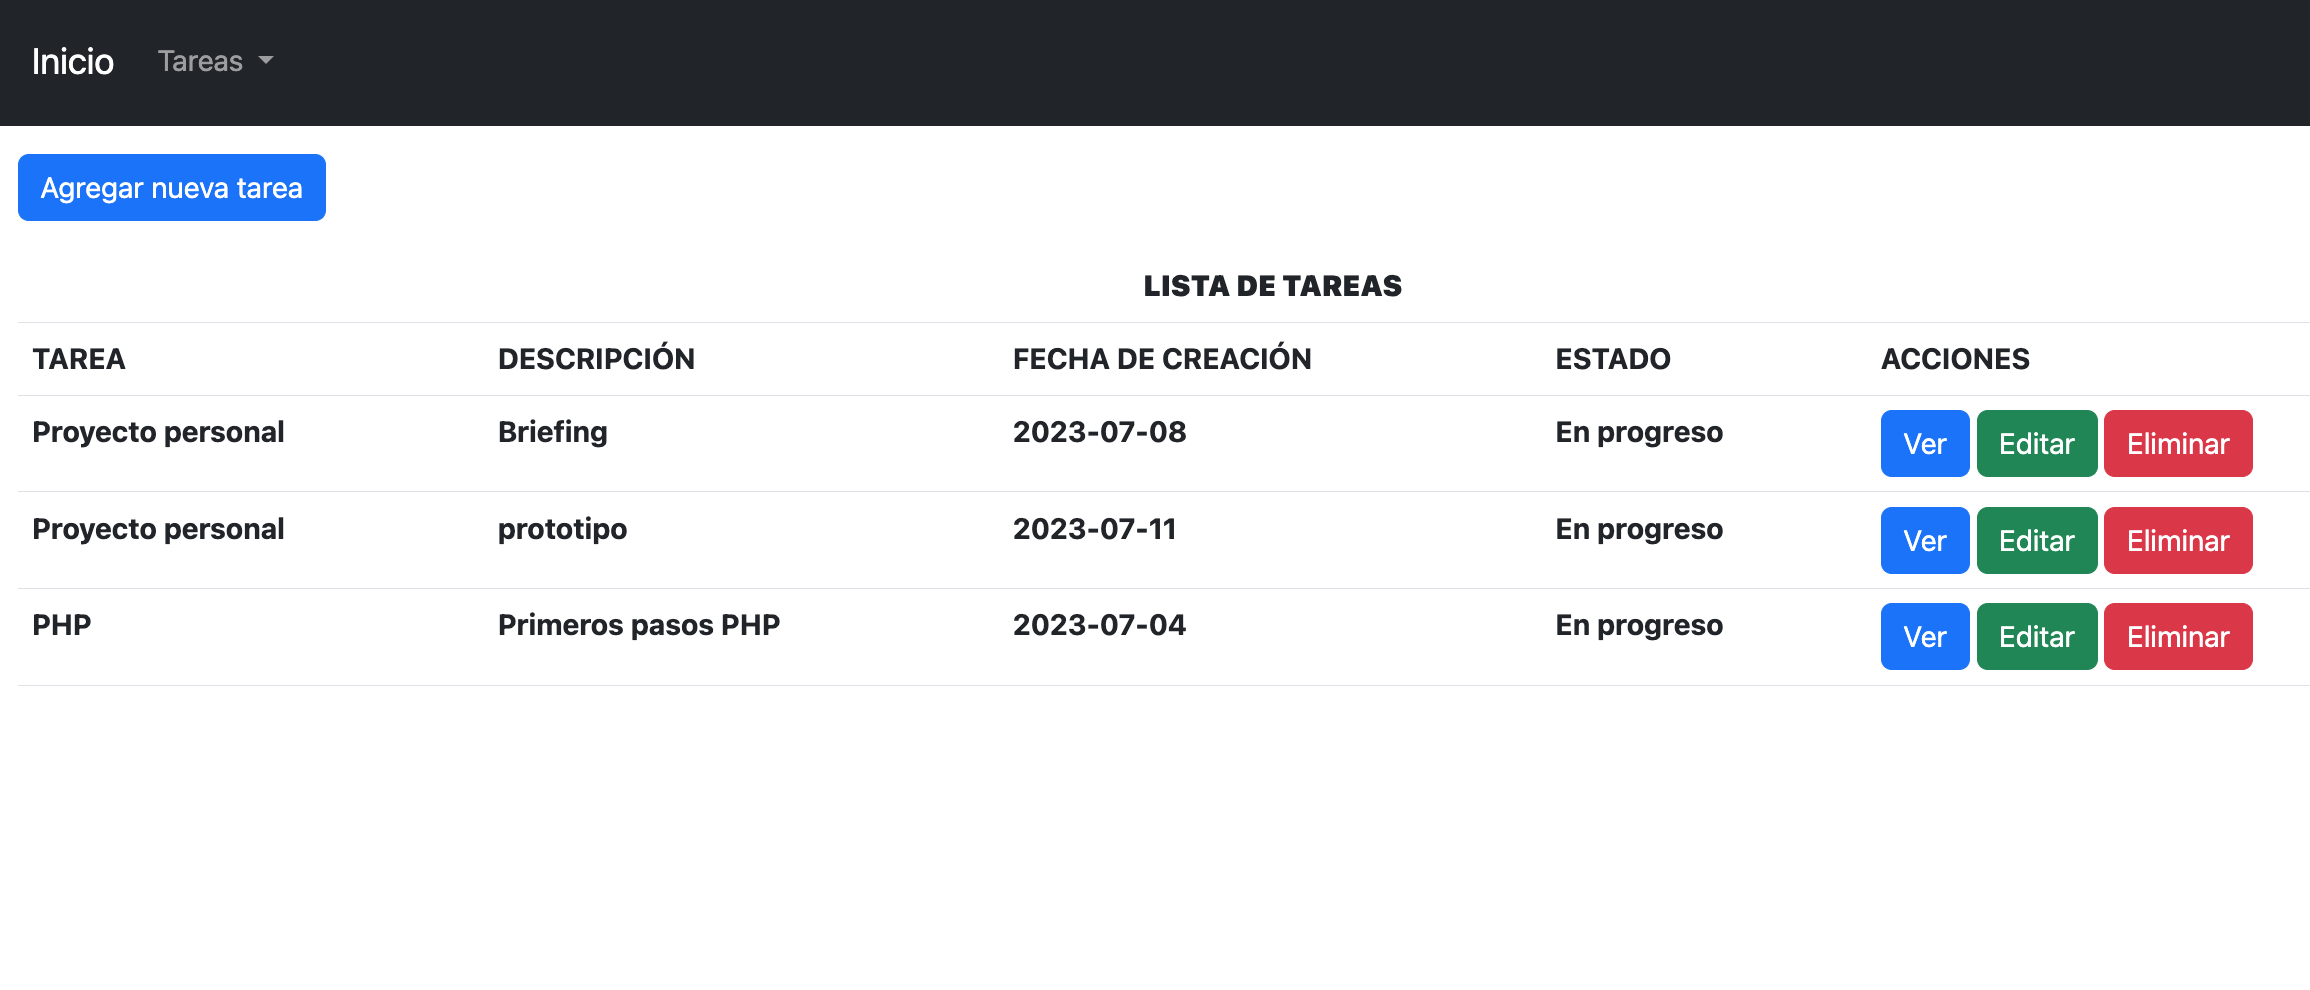 Inicio Tareas
Agregar nueva tarea
LISTA DE TAREAS
TAREA DESCRIPCIÓN FECHA DE CREACIÓN ESTADO ACCIONES
Proyecto personal Briefing 2023-07-08 En progreso Ver Editar Eliminar
Proyecto personal prototipo 2023-07-11 En progreso Ver Editar Eliminar
PHP Primeros pasos PHP 2023-07-04 En progreso Ver Editar Eliminar